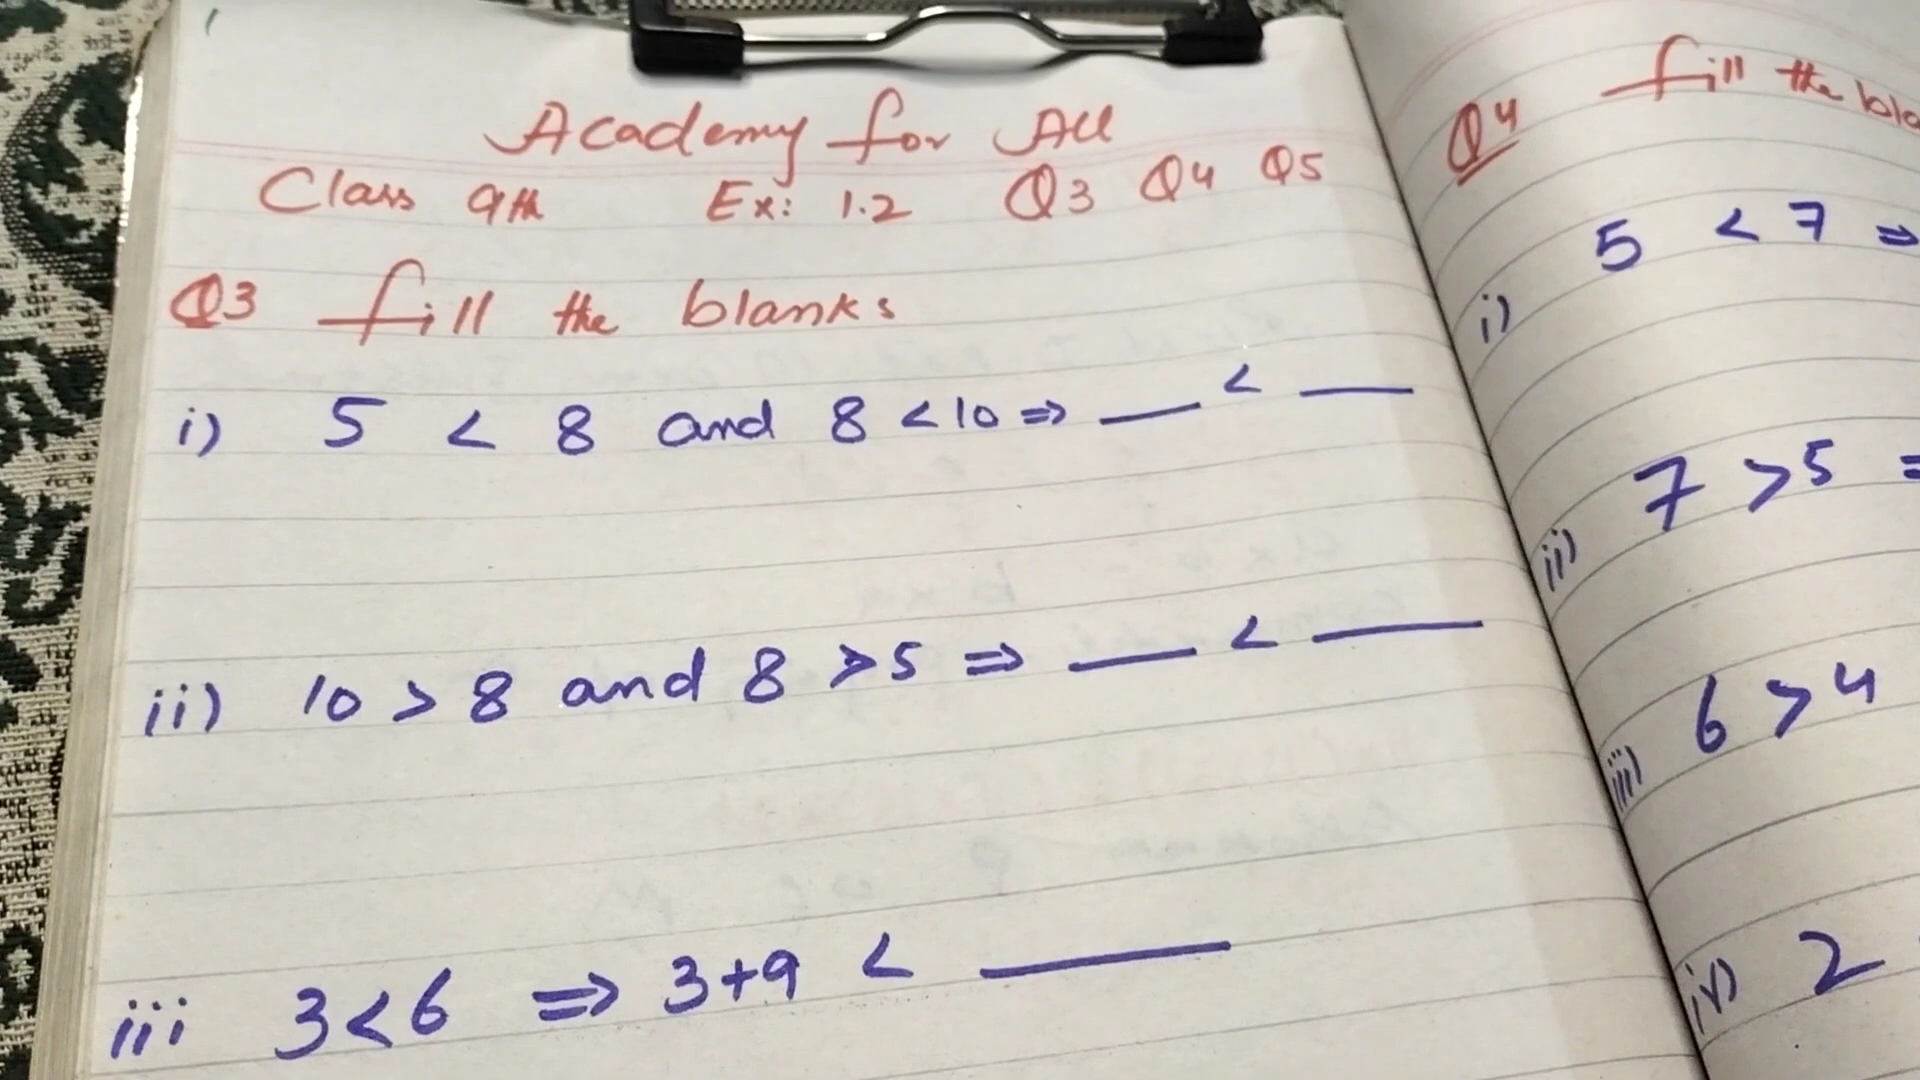 Academy for All
Class 9th Ex: 1.2 Q3 Q4 Q5
Q3 fill the blanks
i) 5 < 8 and 8 < 10 ⇒ ___ < ___
ii) 10 > 8 and 8 > 5 ⇒ ___ < ___
iii 3 < 6 ⇒ 3+9 < ___
Q4 fill the
i) 5 < 7 ⇒
ii) 7 > 5
iii) 6 > 4
iv) 2